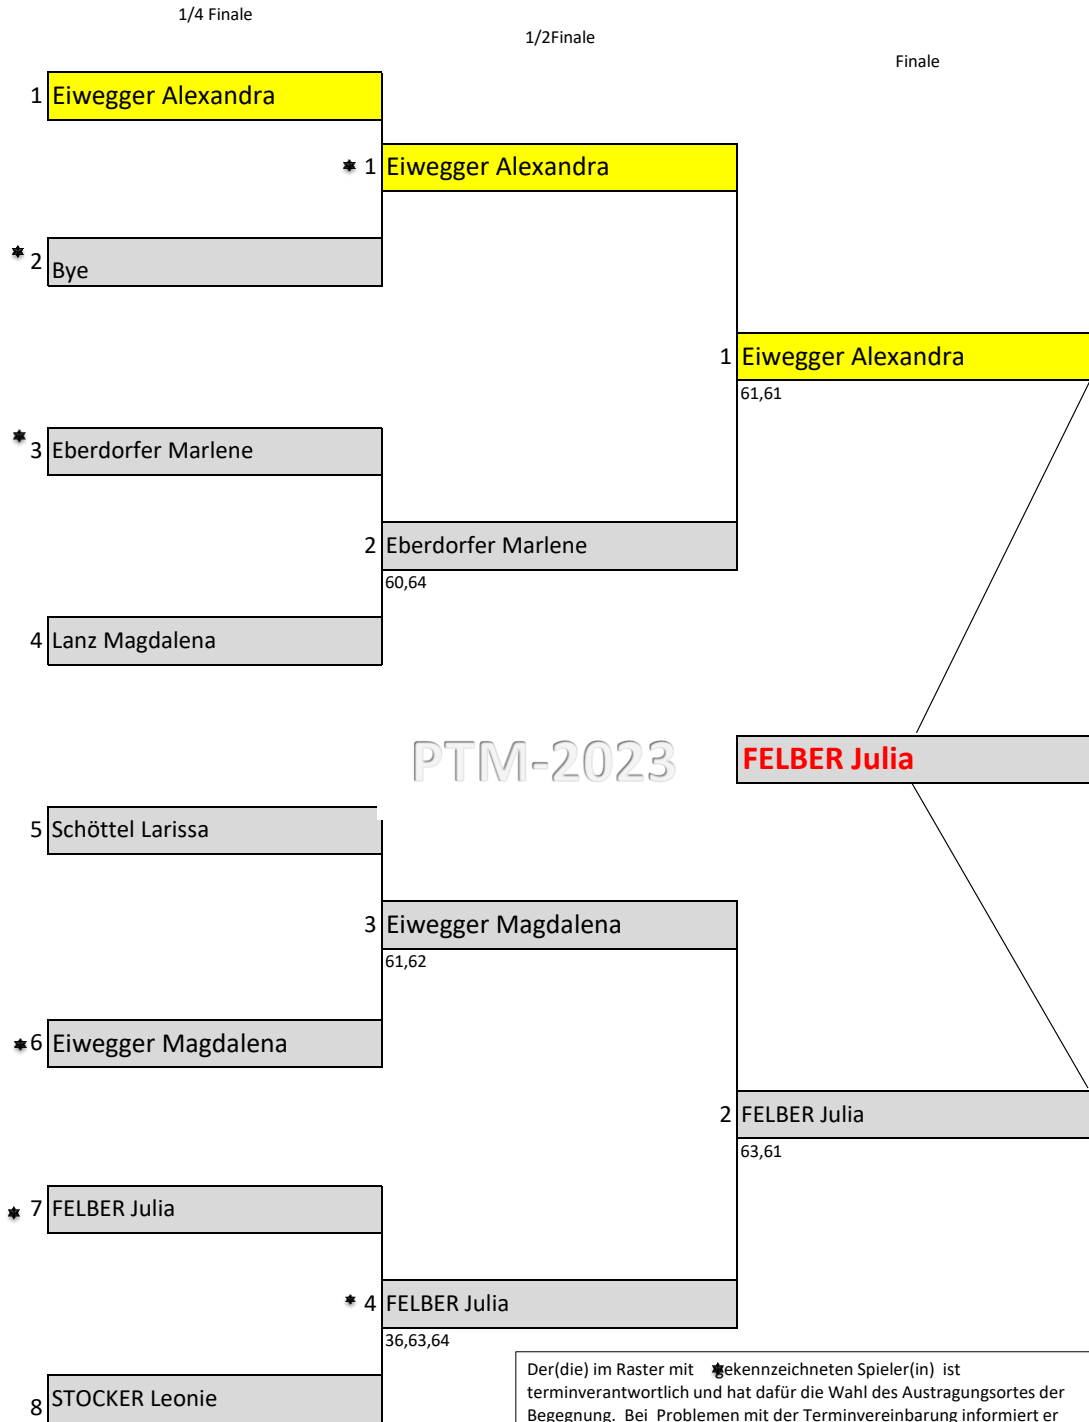 1/4 Finale
1/2Finale
Finale
1 Eiwegger Alexandra
1 Eiwegger Alexandra
2 Bye
1 Eiwegger Alexandra
61,61
3 Eberdorfer Marlene
2 Eberdorfer Marlene
60,64
4 Lanz Magdalena
PTM-2023
FELBER Julia
5 Schöttel Larissa
3 Eiwegger Magdalena
61,62
6 Eiwegger Magdalena
2 FELBER Julia
63,61
7 FELBER Julia
4 FELBER Julia
36,63,64
8 STOCKER Leonie
Der(die) im Raster mit gekennzeichneten Spieler(in) ist
terminverantwortlich und hat dafür die Wahl des Austragungsortes der
Begegnung. Bei Problemen mit der Terminvereinbarung informiert er